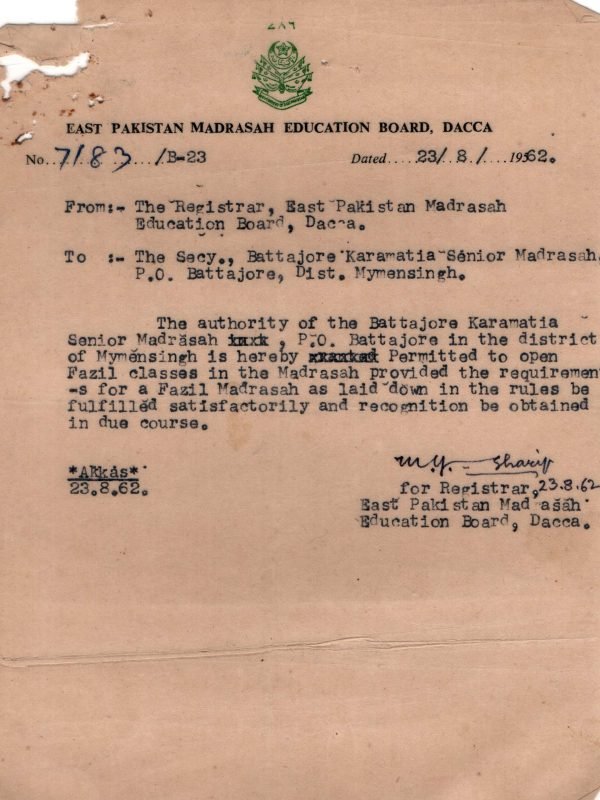 ২৮৭
EAST PAKISTAN MADRASAH EDUCATION BOARD, DACCA
No..7183../B-23 Dated....23/.8./...1962.
From:- The Registrar, East Pakistan Madrasah
Education Board, Dacca.
To :- The Secy., Battajore Karamatia Senior Madrasah,
P.O. Battajore, Dist. Mymensingh.
The authority of the Battajore Karamatia
Senior Madrasah , P.O. Battajore in the district
of Mymensingh is hereby Permitted to open
Fazil classes in the Madrasah provided the requirement
-s for a Fazil Madrasah as laid down in the rules be
fulfilled satisfactorily and recognition be obtained
in due course.
*Akkas*
23.8.62.
M.Y. Sharif
for Registrar, 23.8.62
East Pakistan Madrasah
Education Board, Dacca.